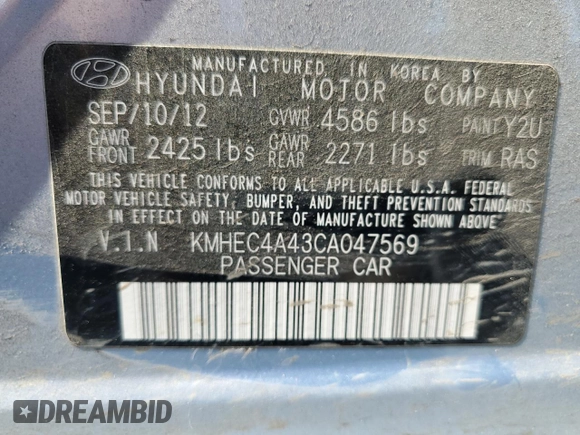 MANUFACTURED IN KOREA BY
HYUNDAI MOTOR COMPANY
SEP/10/12 GVWR 4586 lbs PAINT Y2U
GAWR FRONT 2425 lbs GAWR REAR 2271 lbs TRIM RAS
THIS VEHICLE CONFORMS TO ALL APPLICABLE U.S.A. FEDERAL
MOTOR VEHICLE SAFETY, BUMPER, AND THEFT PREVENTION STANDARDS
IN EFFECT ON THE DATE OF MANUFACTURE SHOWN ABOVE
V.I.N KMHEC4A43CA047569
PASSENGER CAR
DREAMBID